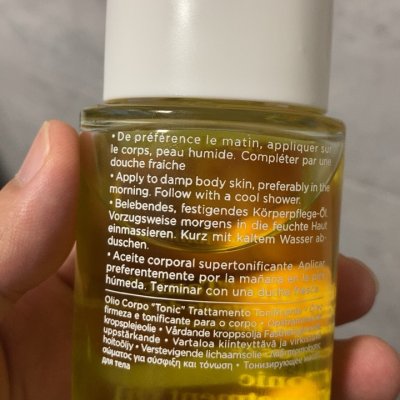 • De préférence le matin, appliquer sur
le corps, peau humide. Compléter par une
douche fraîche
• Apply to damp body skin, preferably in the
morning. Follow with a cool shower.
• Belebendes, festigendes Körperpflege-Öl.
Vorzugsweise morgens in die feuchte Haut
einmassieren. Kurz mit kaltem Wasser ab-
duschen.
• Aceite corporal supertonificante. Aplicar
preferentemente por la mañana en la piel
húmeda. Terminar con una ducha fresca.
Olio Corpo "Tonic" Trattamento
firmeza e tonificante para o corpo •
kropsplejeolie • Vårdande kroppsolja
putbedre • Vartaloa kiinteyttävä ja
hoitoöljy • Verstevigende lichaamsolie •
σώματος για σύσφιξη και τόνωση • Тонизирующее
для тела